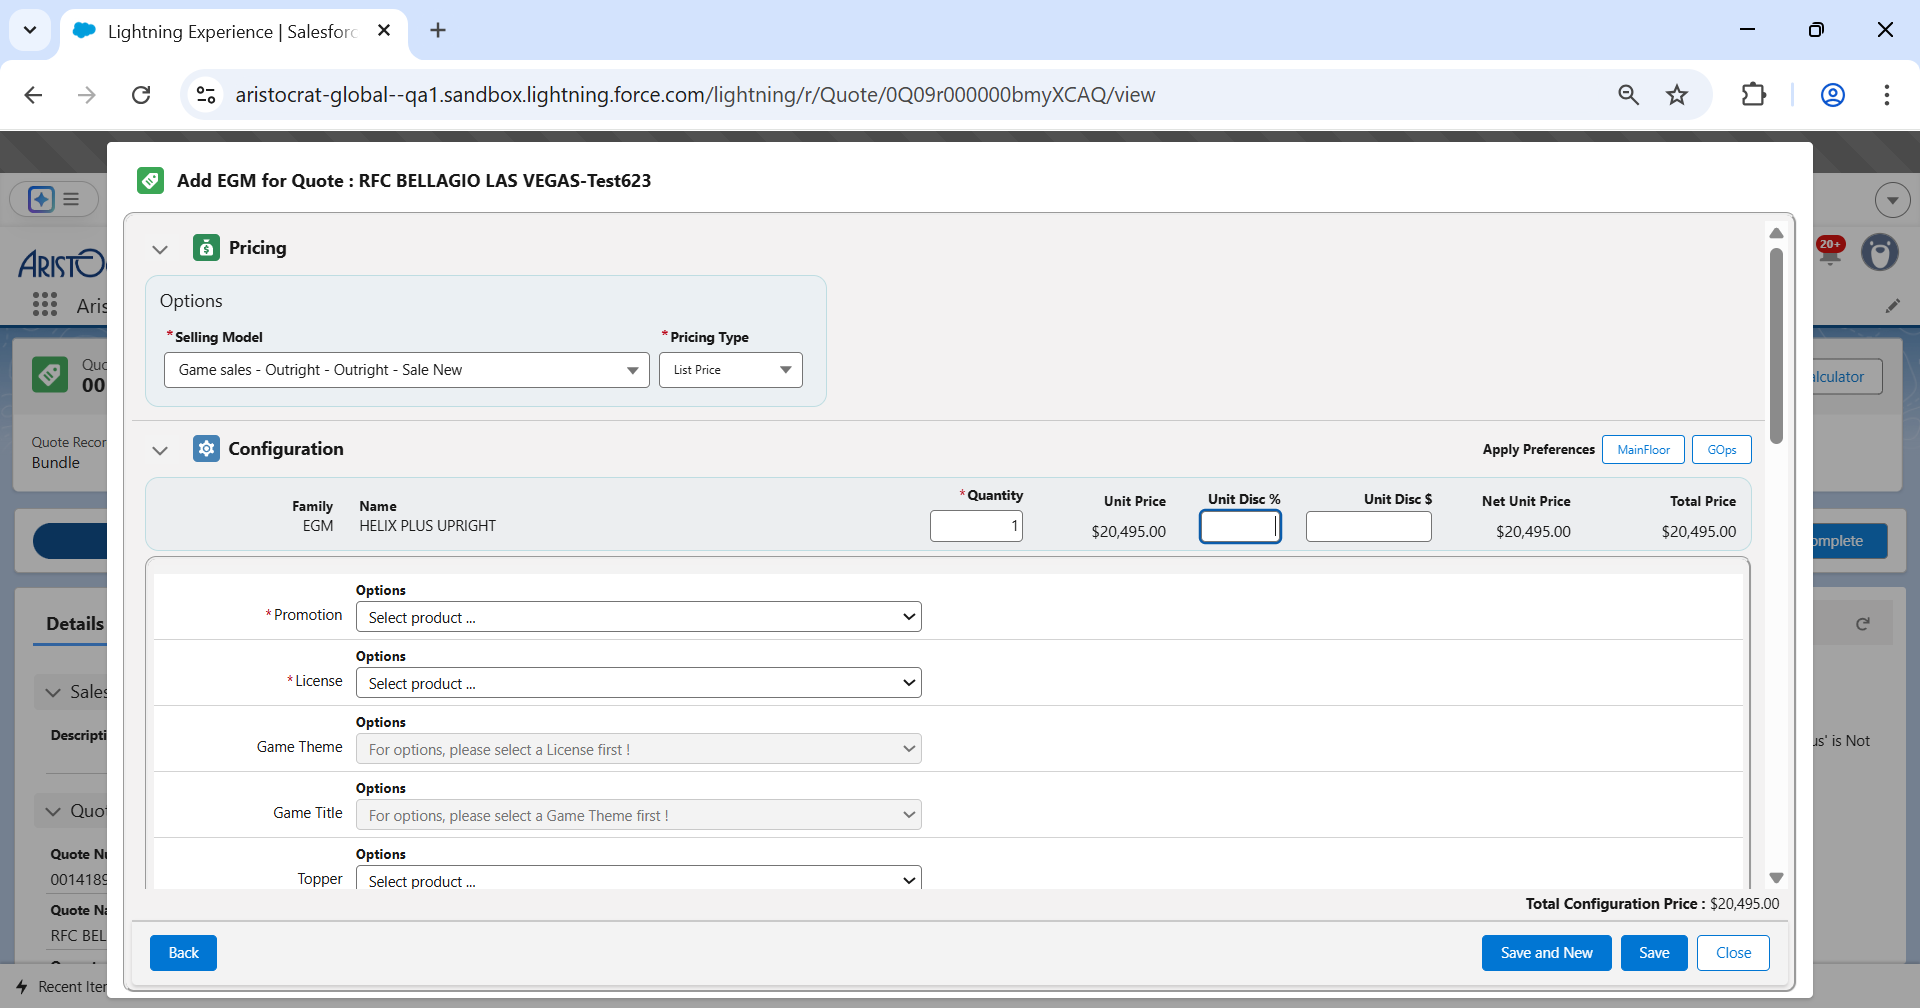 Lightning Experience | Salesforc
aristocrat-global--qa1.sandbox.lightning.force.com/lightning/r/Quote/0Q09r000000bmyXCAQ/view
Add EGM for Quote : RFC BELLAGIO LAS VEGAS-Test623
Pricing
Options
*Selling Model
*Pricing Type
Game sales - Outright - Outright - Sale New
List Price
Configuration
Apply Preferences
MainFloor
GOps
Family
Name
*Quantity
Unit Price
Unit Disc %
Unit Disc $
Net Unit Price
Total Price
EGM
HELIX PLUS UPRIGHT
1
$20,495.00
$20,495.00
$20,495.00
Options
*Promotion
Select product ...
Options
*License
Select product ...
Options
Game Theme
For options, please select a License first !
Options
Game Title
For options, please select a Game Theme first !
Options
Topper
Select product ...
Total Configuration Price : $20,495.00
Back
Save and New
Save
Close
ARISTO
Aris
Quo
00
Quote Recor
Bundle
Details
Sales
Descripti
Quot
Quote Nu
0014189
Quote Na
RFC BEL
Recent Iter
20+
alculator
omplete
us' is Not